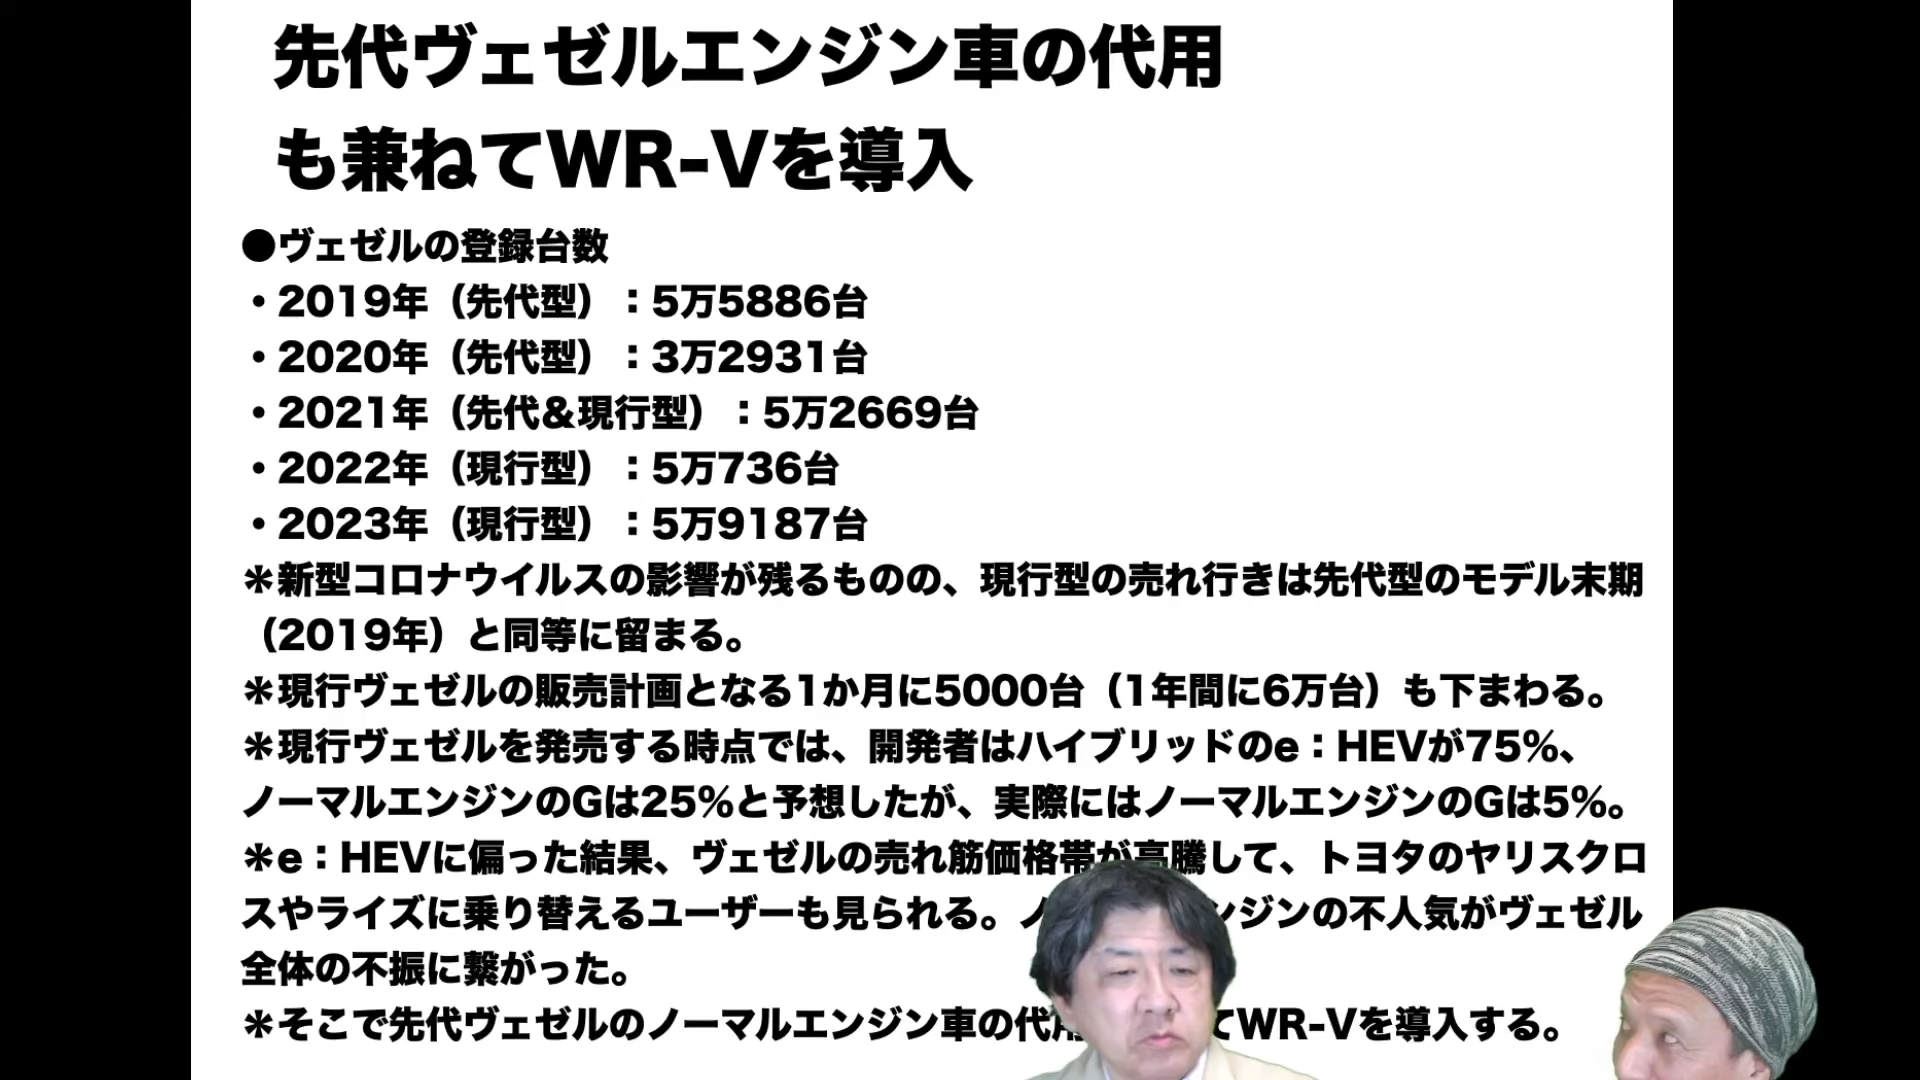 先代ヴェゼルエンジン車の代用
も兼ねてWR-Vを導入
●ヴェゼルの登録台数
・2019年（先代型）：5万5886台
・2020年（先代型）：3万2931台
・2021年（先代＆現行型）：5万2669台
・2022年（現行型）：5万736台
・2023年（現行型）：5万9187台
＊新型コロナウイルスの影響が残るものの、現行型の売れ行きは先代型のモデル末期
（2019年）と同等に留まる。
＊現行ヴェゼルの販売計画となる1か月に5000台（1年間に6万台）も下まわる。
＊現行ヴェゼルを発売する時点では、開発者はハイブリッドのe：HEVが75%、
ノーマルエンジンのGは25%と予想したが、実際にはノーマルエンジンのGは5%。
＊e：HEVに偏った結果、ヴェゼルの売れ筋価格帯が高騰して、トヨタのヤリスクロ
スやライズに乗り替えるユーザーも見られる。ノ ンジンの不人気がヴェゼル
全体の不振に繋がった。
＊そこで先代ヴェゼルのノーマルエンジン車の代用 てWR-Vを導入する。